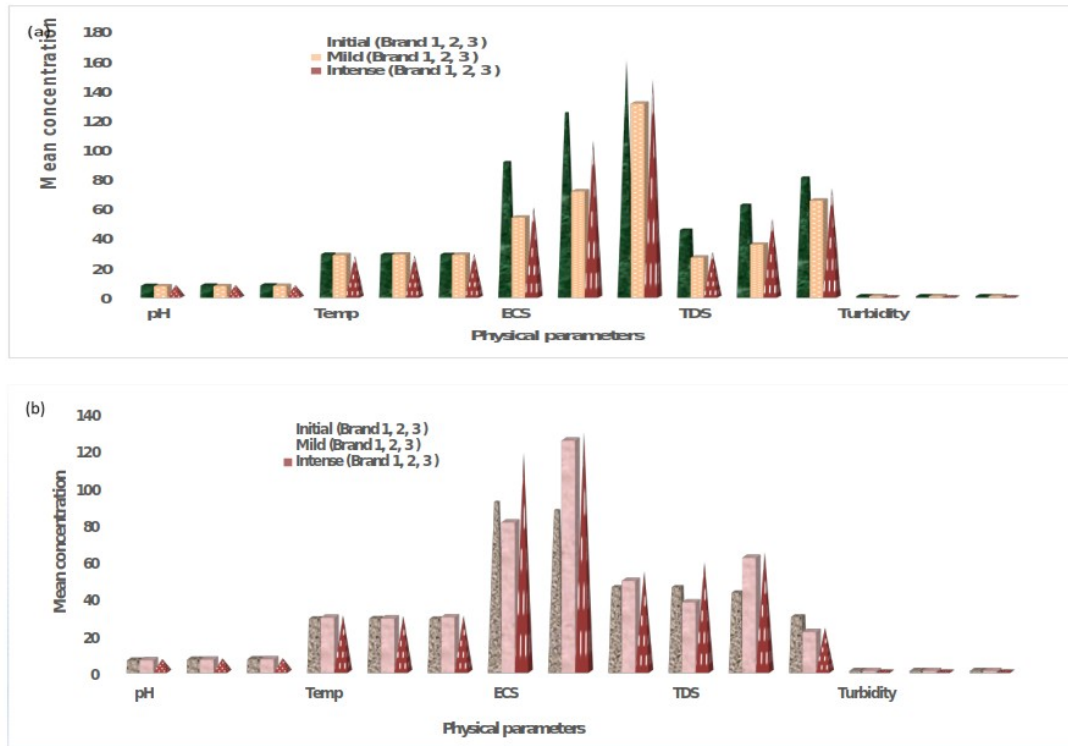 (a)
Mean concentration
180
160
140
120
100
80
60
40
20
0
Initial (Brand 1, 2, 3 )
Mild (Brand 1, 2, 3 )
Intense (Brand 1, 2, 3 )
pH Temp ECS TDS Turbidity
Physical parameters
(b)
Mean concentration
140
120
100
80
60
40
20
0
Initial (Brand 1, 2, 3 )
Mild (Brand 1, 2, 3 )
Intense (Brand 1, 2, 3 )
pH Temp ECS TDS Turbidity
Physical parameters